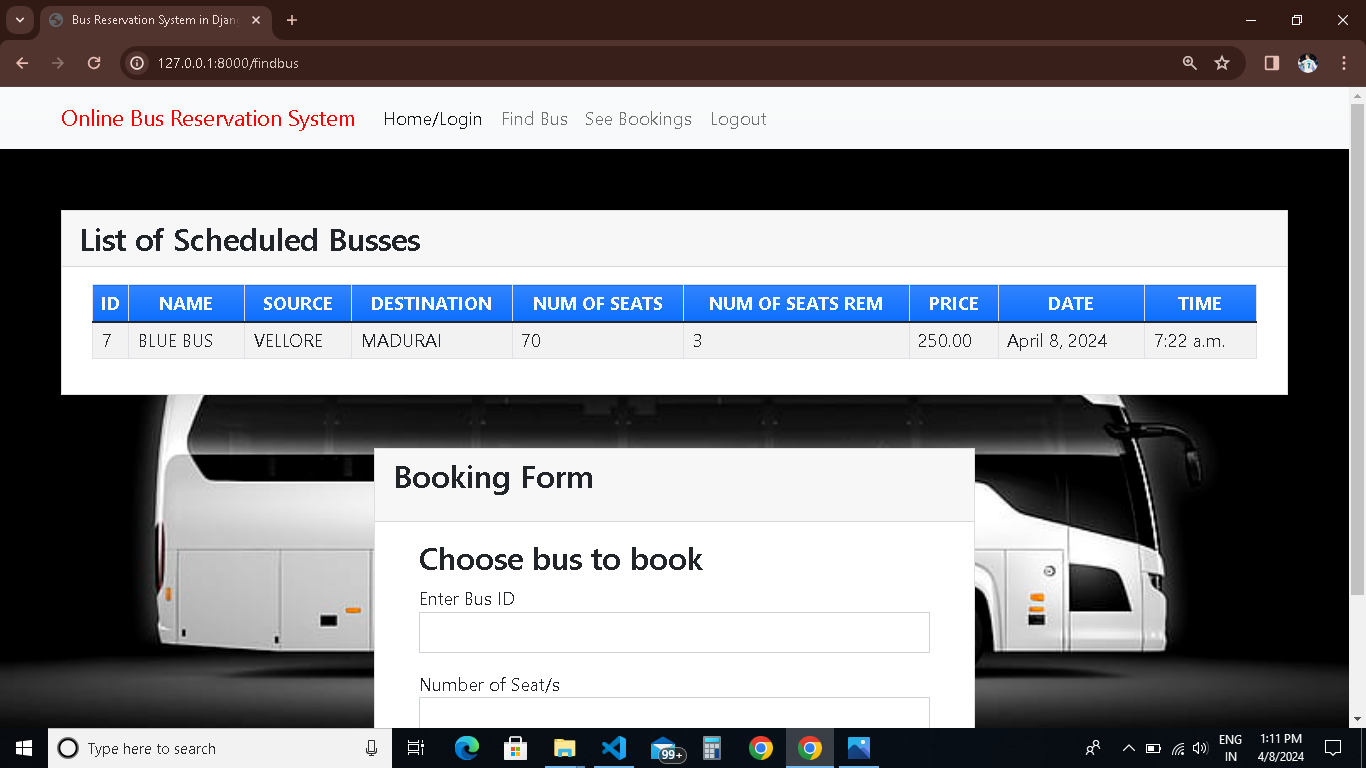 Bus Reservation System in Djan
127.0.0.1:8000/findbus
Online Bus Reservation System Home/Login Find Bus See Bookings Logout
List of Scheduled Busses
ID NAME SOURCE DESTINATION NUM OF SEATS NUM OF SEATS REM PRICE DATE TIME
7 BLUE BUS VELLORE MADURAI 70 3 250.00 April 8, 2024 7:22 a.m.
Booking Form
Choose bus to book
Enter Bus ID
Number of Seat/s
Type here to search
99+
ENG
IN
1:11 PM
4/8/2024